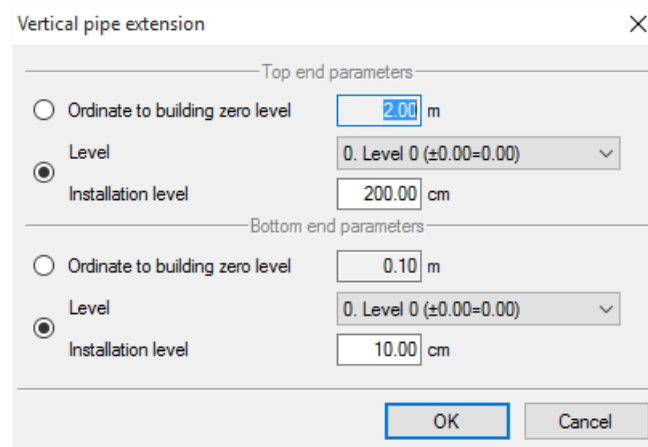 Vertical pipe extension
Top end parameters
Ordinate to building zero level 2.00 m
Level 0. Level 0 (±0.00=0.00)
Installation level 200.00 cm
Bottom end parameters
Ordinate to building zero level 0.10 m
Level 0. Level 0 (±0.00=0.00)
Installation level 10.00 cm
OK Cancel